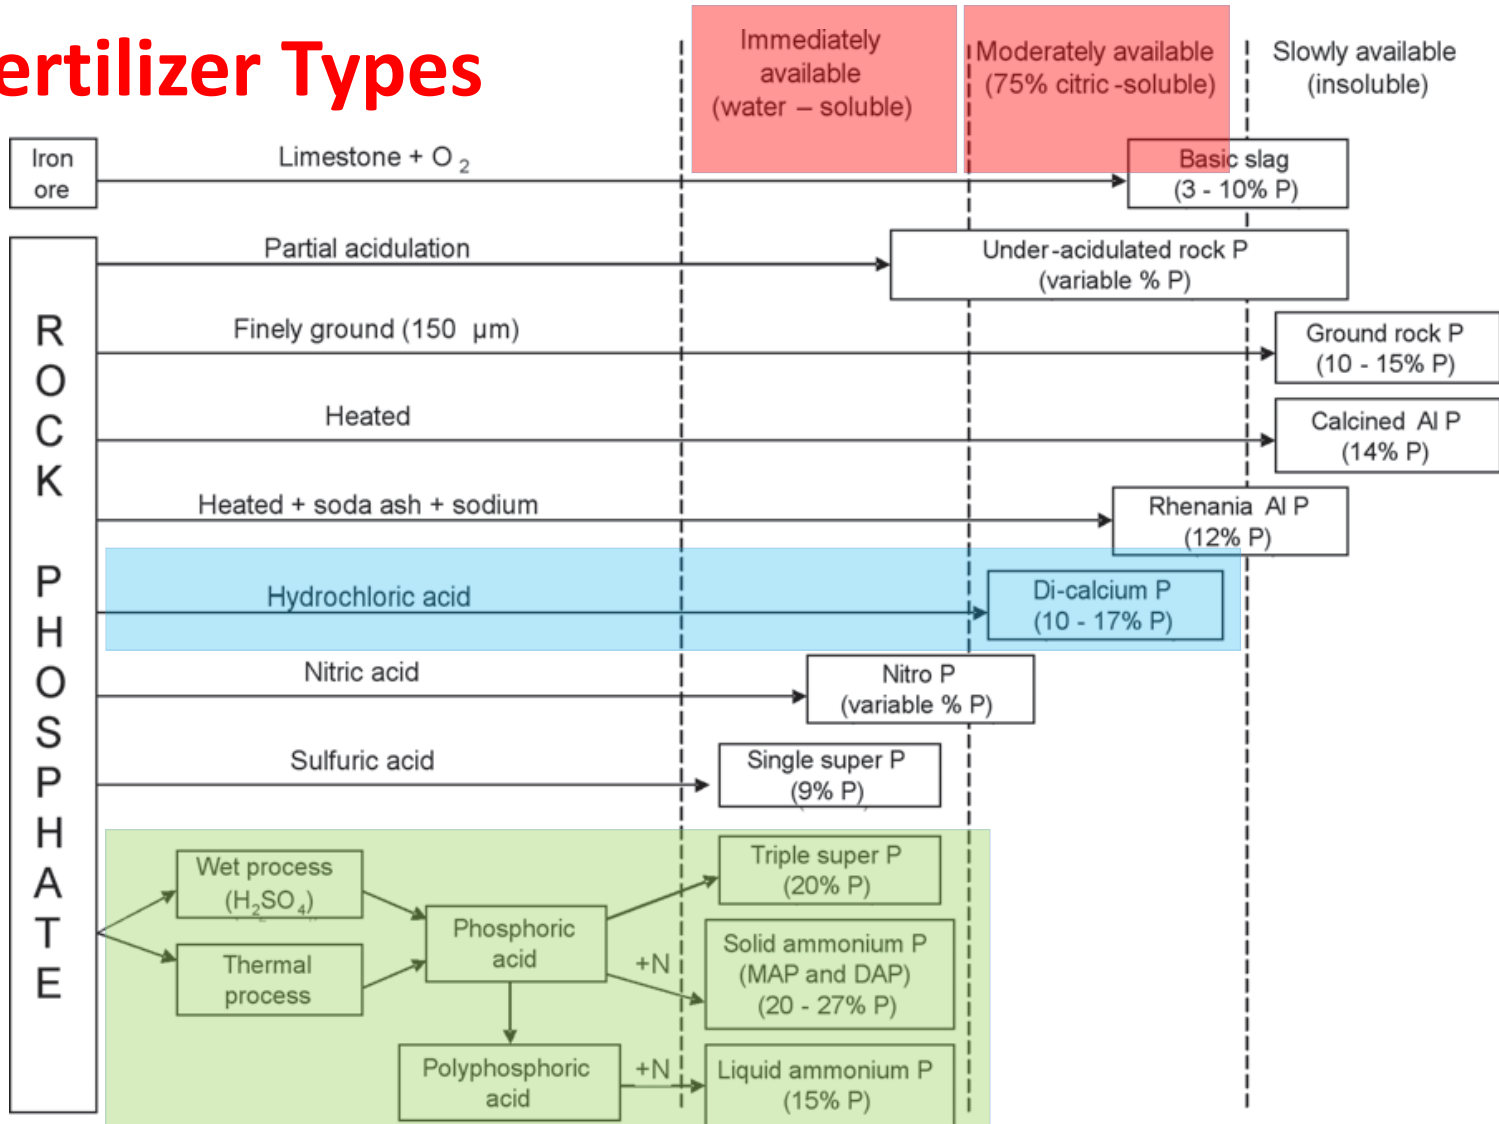 ertilizer Types
Immediately
available
(water – soluble)
Moderately available
(75% citric -soluble)
Slowly available
(insoluble)
Iron
ore
Limestone + O2
Basic slag
(3 - 10% P)
Partial acidulation
Under-acidulated rock P
(variable % P)
Finely ground (150 μm)
Ground rock P
(10 - 15% P)
Heated
Calcined Al P
(14% P)
Heated + soda ash + sodium
Rhenania Al P
(12% P)
Hydrochloric acid
Di-calcium P
(10 - 17% P)
Nitric acid
Nitro P
(variable % P)
Sulfuric acid
Single super P
(9% P)
ROCK PHOSPHATE
Wet process
(H2SO4)
Thermal
process
Phosphoric
acid
Triple super P
(20% P)
+N
Solid ammonium P
(MAP and DAP)
(20 - 27% P)
Polyphosphoric
acid
+N
Liquid ammonium P
(15% P)